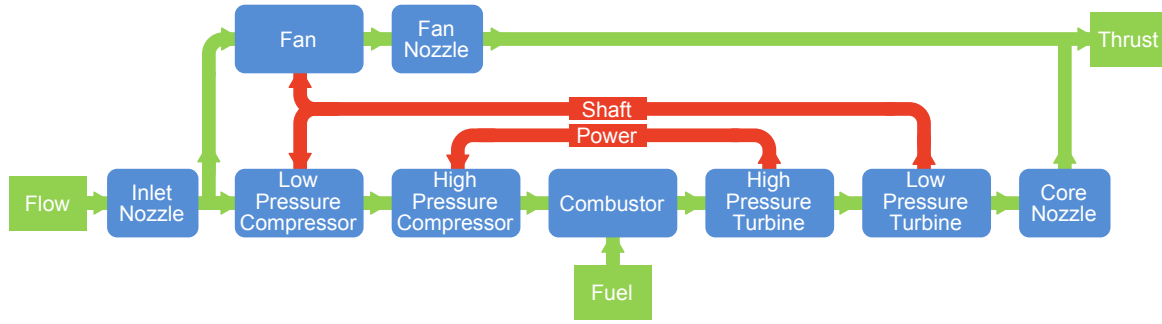 Fan
Fan
Nozzle
Thrust
Shaft
Power
Flow
Inlet
Nozzle
Low
Pressure
Compressor
High
Pressure
Compressor
Combustor
High
Pressure
Turbine
Low
Pressure
Turbine
Core
Nozzle
Fuel